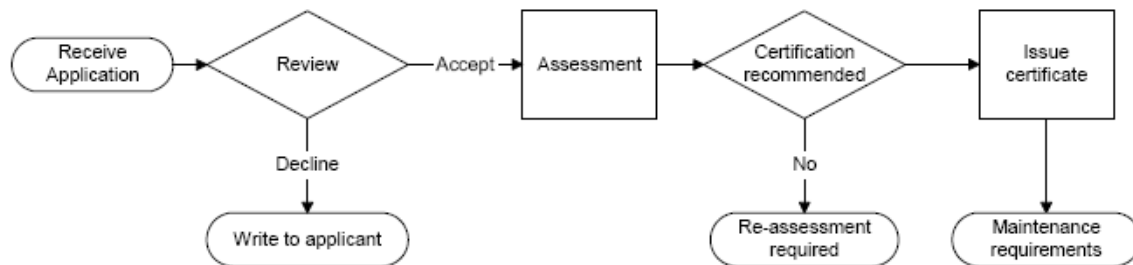 Receive
Application
Review
Accept
Assessment
Certification
recommended
Issue
certificate
Decline
No
Write to applicant
Re-assessment
required
Maintenance
requirements